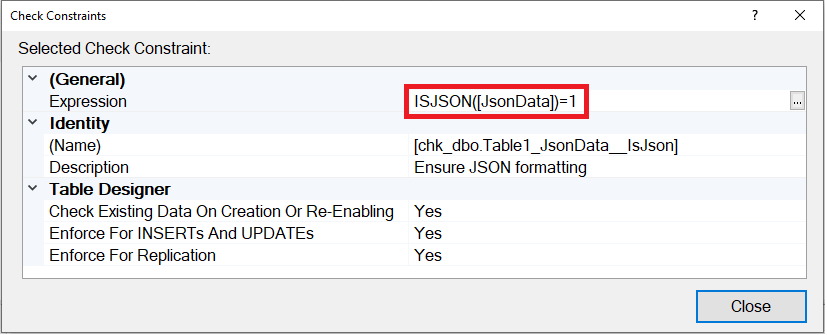 Check Constraints
? ×
Selected Check Constraint:
(General)
Expression ISJSON([JsonData])=1 ...
Identity
(Name) [chk_dbo.Table1_JsonData__IsJson]
Description Ensure JSON formatting
Table Designer
Check Existing Data On Creation Or Re-Enabling Yes
Enforce For INSERTs And UPDATEs Yes
Enforce For Replication Yes
Close